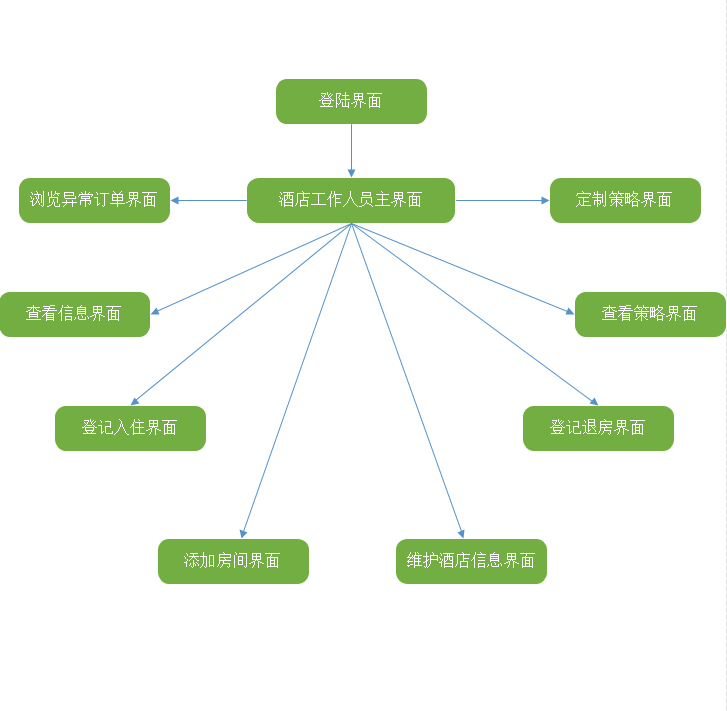 登陆界面
浏览异常订单界面
酒店工作人员主界面
定制策略界面
查看信息界面
查看策略界面
登记入住界面
登记退房界面
添加房间界面
维护酒店信息界面